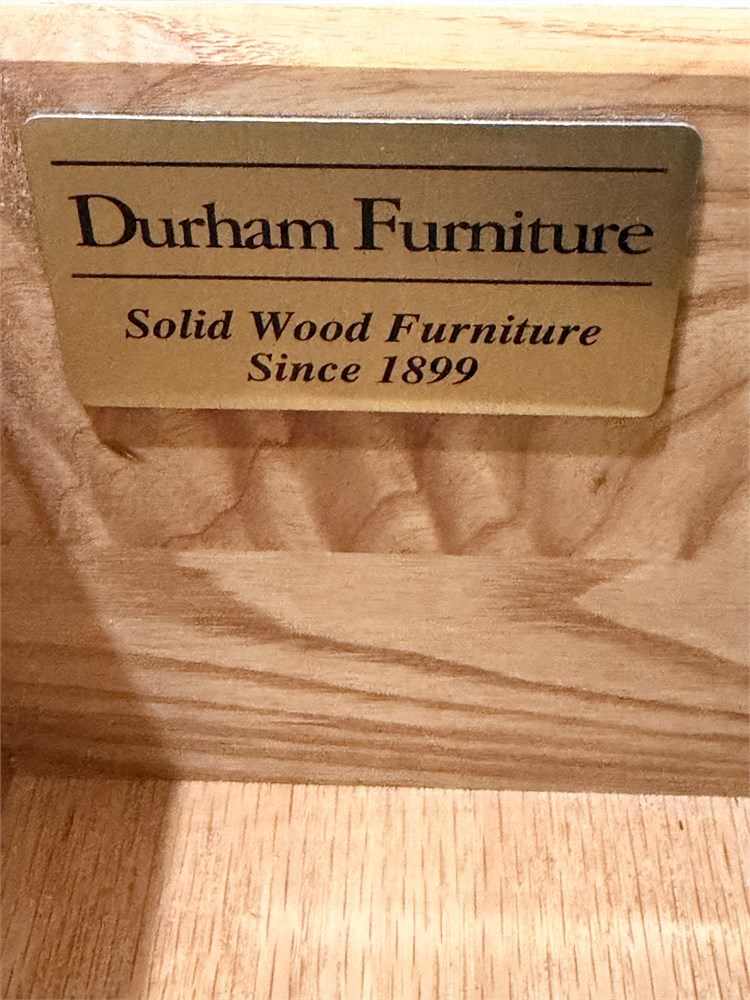 Durham Furniture
Solid Wood Furniture
Since 1899